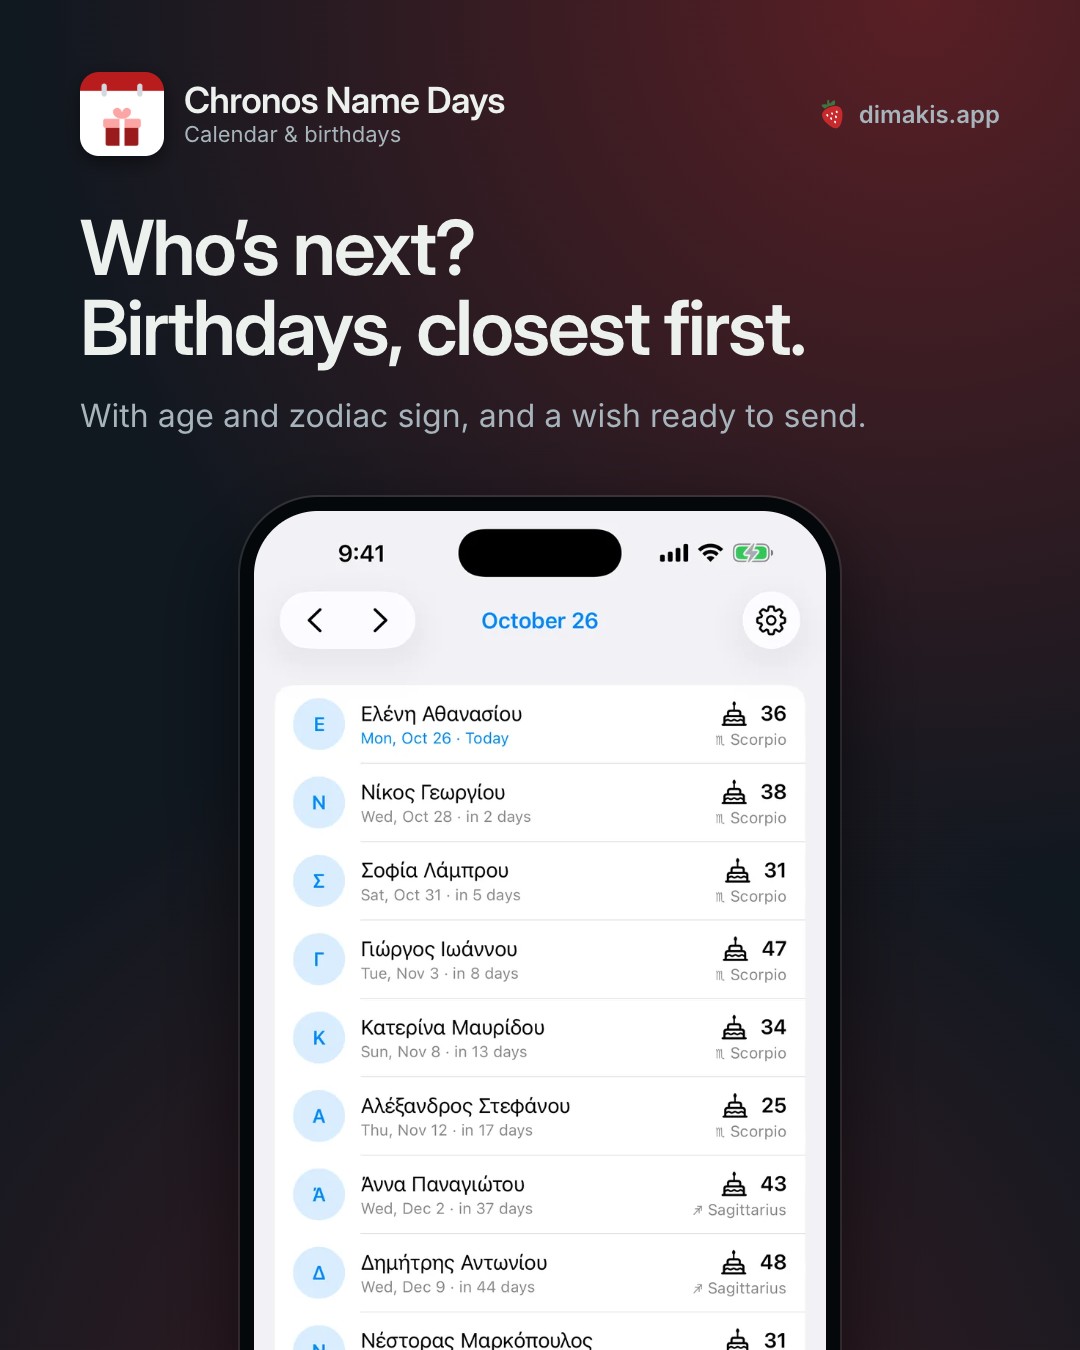 Chronos Name Days
Calendar & birthdays
dimakis.app
Who's next?
Birthdays, closest first.
With age and zodiac sign, and a wish ready to send.
9:41
October 26
Ε
Ελένη Αθανασίου
36
Mon, Oct 26 · Today
♏︎ Scorpio
Ν
Νίκος Γεωργίου
38
Wed, Oct 28 · in 2 days
♏︎ Scorpio
Σ
Σοφία Λάμπρου
31
Sat, Oct 31 · in 5 days
♏︎ Scorpio
Γ
Γιώργος Ιωάννου
47
Tue, Nov 3 · in 8 days
♏︎ Scorpio
Κ
Κατερίνα Μαυρίδου
34
Sun, Nov 8 · in 13 days
♏︎ Scorpio
Α
Αλέξανδρος Στεφάνου
25
Thu, Nov 12 · in 17 days
♏︎ Scorpio
Ά
Άννα Παναγιώτου
43
Wed, Dec 2 · in 37 days
♐︎ Sagittarius
Δ
Δημήτρης Αντωνίου
48
Wed, Dec 9 · in 44 days
♐︎ Sagittarius
Ν
Νέστορας Μαρκόπουλος
31